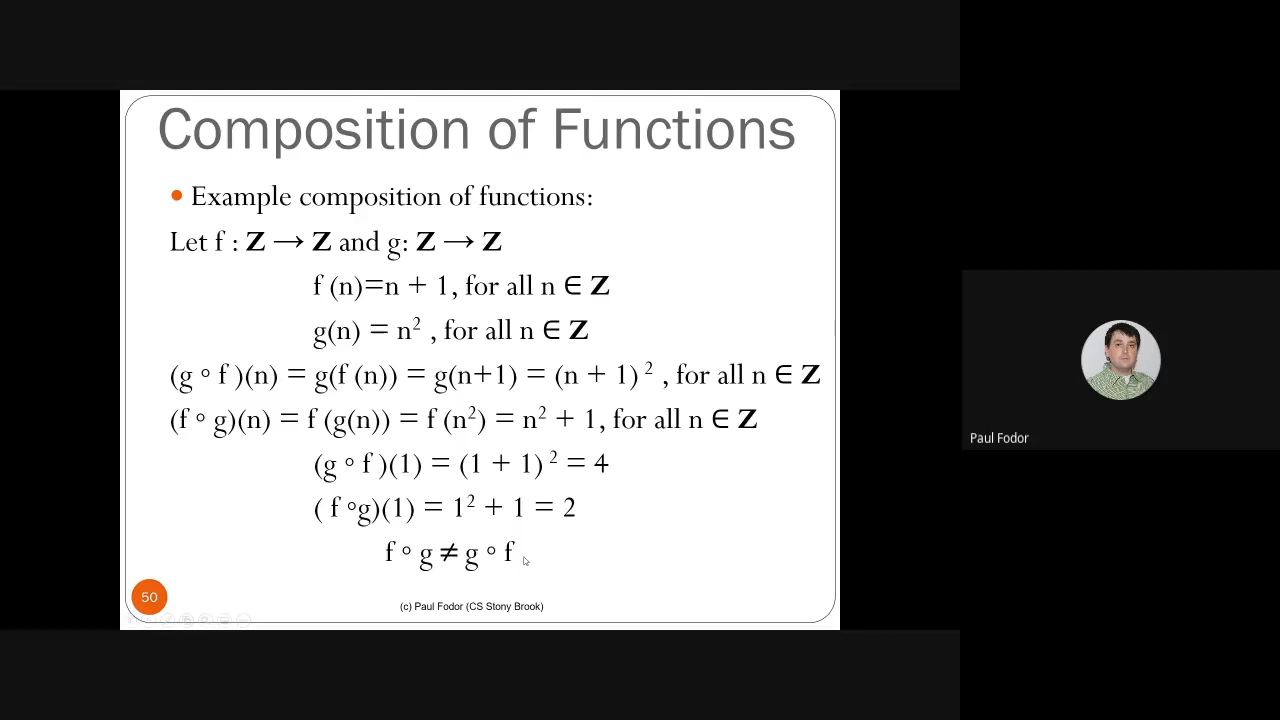 Composition of Functions
• Example composition of functions:
Let f : Z → Z and g: Z → Z
f (n)=n + 1, for all n ∈ Z
g(n) = n² , for all n ∈ Z
(g ∘ f )(n) = g(f (n)) = g(n+1) = (n + 1) ² , for all n ∈ Z
(f ∘ g)(n) = f (g(n)) = f (n²) = n² + 1, for all n ∈ Z
(g ∘ f )(1) = (1 + 1) ² = 4
( f ∘g)(1) = 1² + 1 = 2
f ∘ g ≠ g ∘ f
50
(c) Paul Fodor (CS Stony Brook)
Paul Fodor